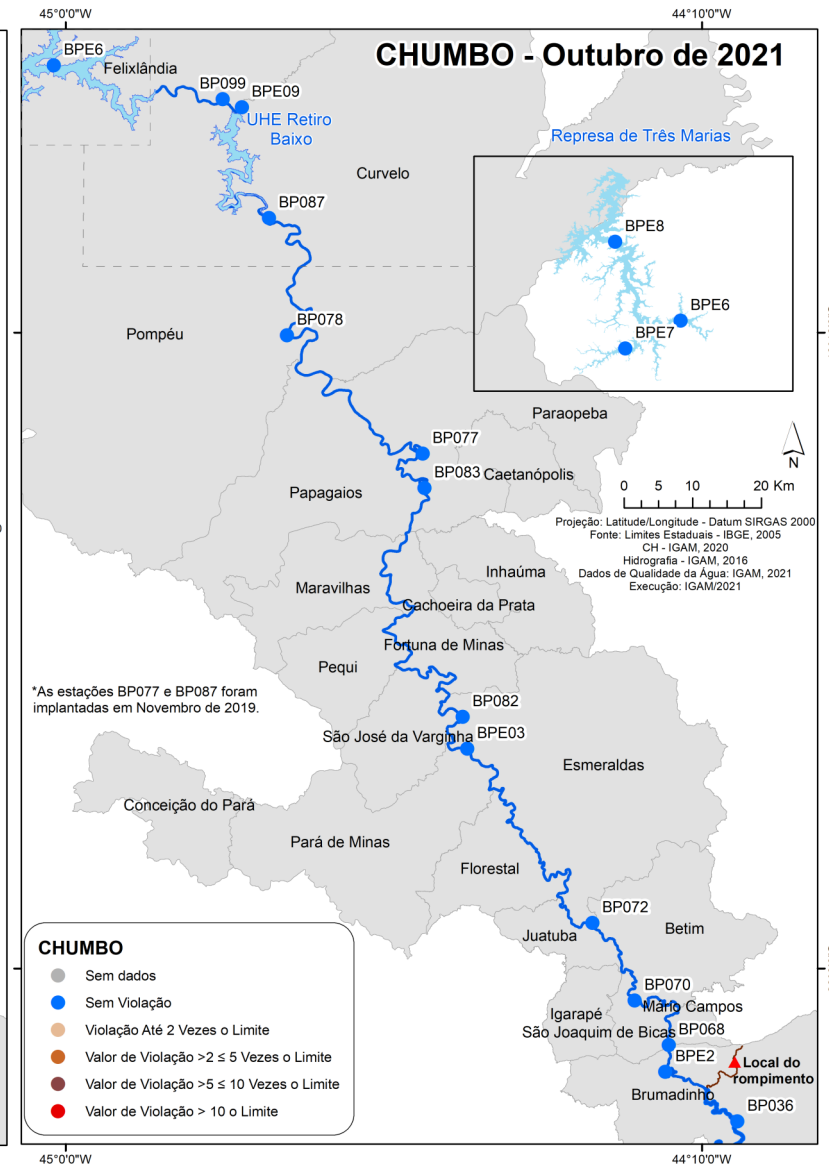 45°0'0"W
44°10'0"W
CHUMBO - Outubro de 2021
BPE6
Felixlândia
BP099
BPE09
UHE Retiro
Baixo
Represa de Três Marias
Curvelo
BP087
BPE8
BPE6
BPE7
BP078
Pompéu
Paraopeba
BP077
N
BP083
Caetanópolis
Papagaios
0 5 10 20 Km
Projeção: Latitude/Longitude - Datum SIRGAS 2000
Fonte: Limites Estaduais - IBGE, 2005
CH - IGAM, 2020
Hidrografia - IGAM, 2016
Dados de Qualidade da Água: IGAM, 2021
Execução: IGAM/2021
Inhaúma
Maravilhas
Cachoeira da Prata
Fortuna de Minas
Pequi
*As estações BP077 e BP087 foram
implantadas em Novembro de 2019.
BP082
São José da Varginha
BPE03
Esmeraldas
Conceição do Pará
Pará de Minas
Florestal
BP072
Juatuba
Betim
BP070
Mário Campos
Igarapé
São Joaquim de Bicas
BP068
BPE2
Local do
rompimento
Brumadinho
BP036
CHUMBO
Sem dados
Sem Violação
Violação Até 2 Vezes o Limite
Valor de Violação >2 ≤ 5 Vezes o Limite
Valor de Violação >5 ≤ 10 Vezes o Limite
Valor de Violação > 10 o Limite
45°0'0"W
44°10'0"W